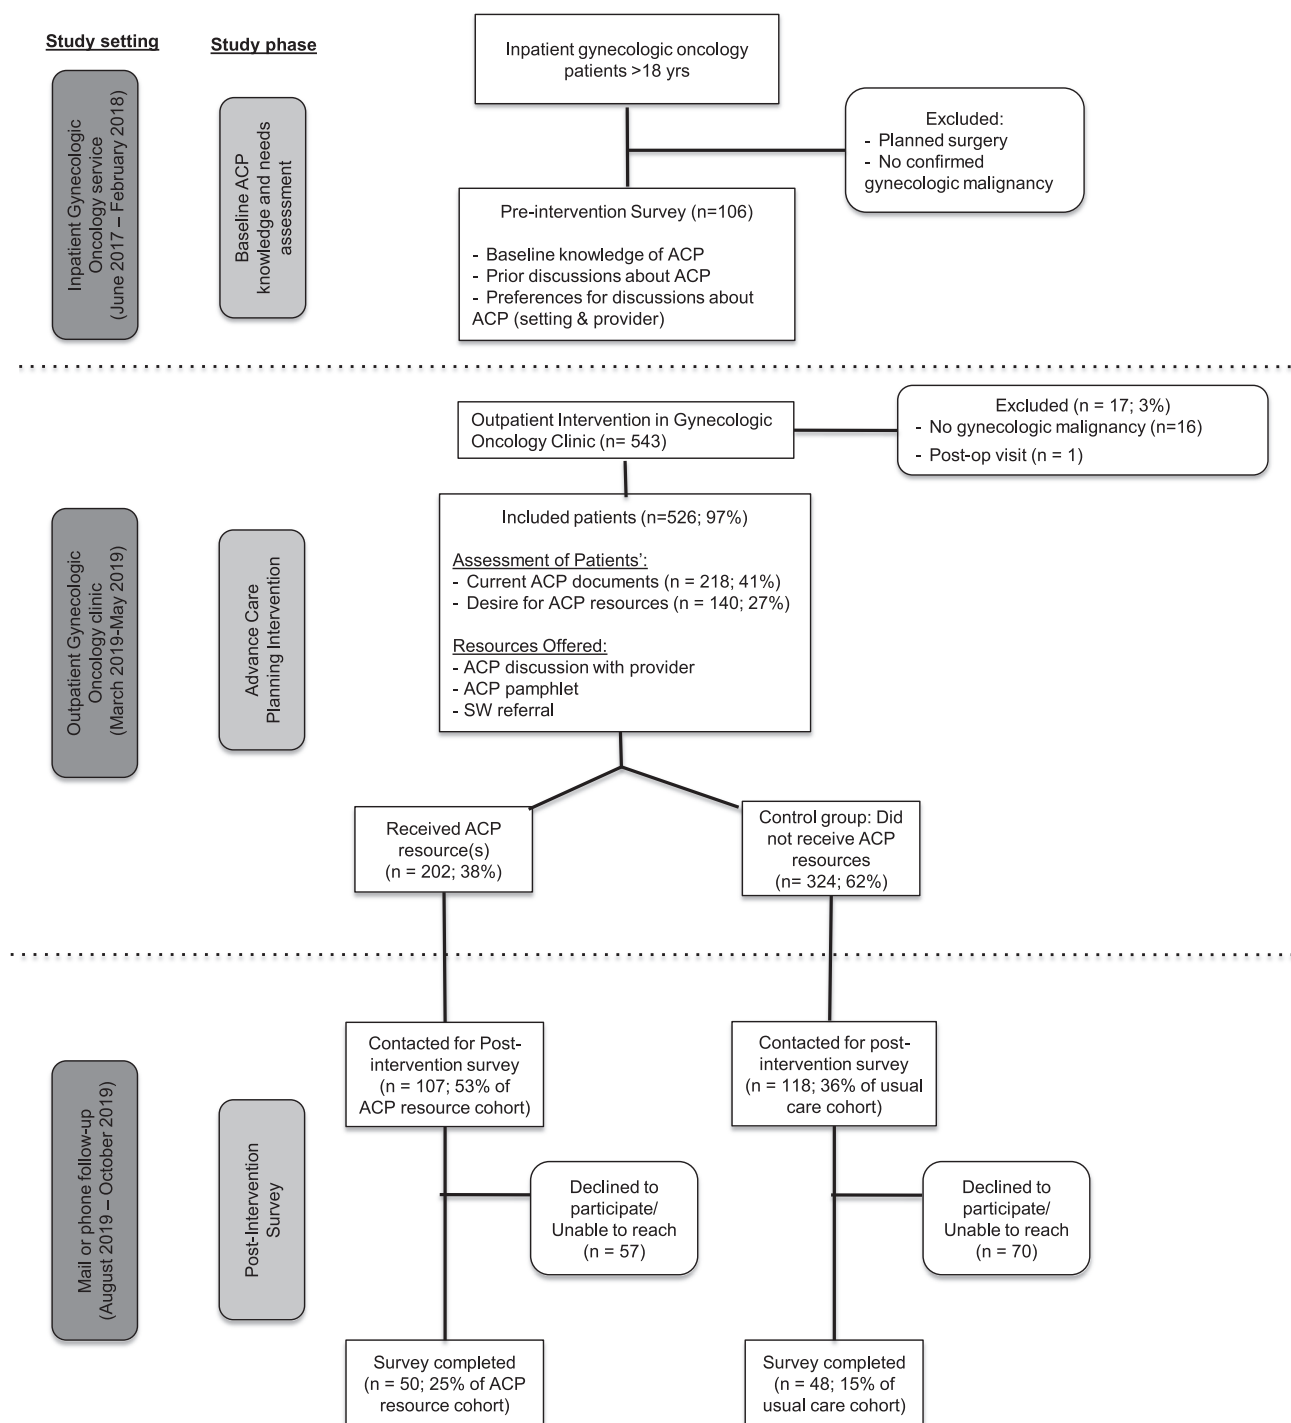 Study setting
Study phase
Inpatient Gynecologic
Oncology service
(June 2017 – February 2018)
Baseline ACP
knowledge and needs
assessment
Inpatient gynecologic oncology
patients >18 yrs
Excluded:
- Planned surgery
- No confirmed
gynecologic malignancy
Pre-intervention Survey (n=106)
- Baseline knowledge of ACP
- Prior discussions about ACP
- Preferences for discussions about
ACP (setting & provider)
Outpatient Gynecologic
Oncology clinic
(March 2019-May 2019)
Advance Care
Planning Intervention
Outpatient Intervention in Gynecologic
Oncology Clinic (n= 543)
Excluded (n = 17; 3%)
- No gynecologic malignancy (n=16)
- Post-op visit (n = 1)
Included patients (n=526; 97%)
Assessment of Patients’:
- Current ACP documents (n = 218; 41%)
- Desire for ACP resources (n = 140; 27%)
Resources Offered:
- ACP discussion with provider
- ACP pamphlet
- SW referral
Received ACP
resource(s)
(n = 202; 38%)
Control group: Did
not receive ACP
resources
(n= 324; 62%)
Mail or phone follow-up
(August 2019 – October 2019)
Post-Intervention
Survey
Contacted for Post-
intervention survey
(n = 107; 53% of
ACP resource cohort)
Contacted for post-
intervention survey
(n = 118; 36% of usual
care cohort)
Declined to
participate/
Unable to reach
(n = 57)
Declined to
participate/
Unable to reach
(n = 70)
Survey completed
(n = 50; 25% of ACP
resource cohort)
Survey completed
(n = 48; 15% of
usual care cohort)